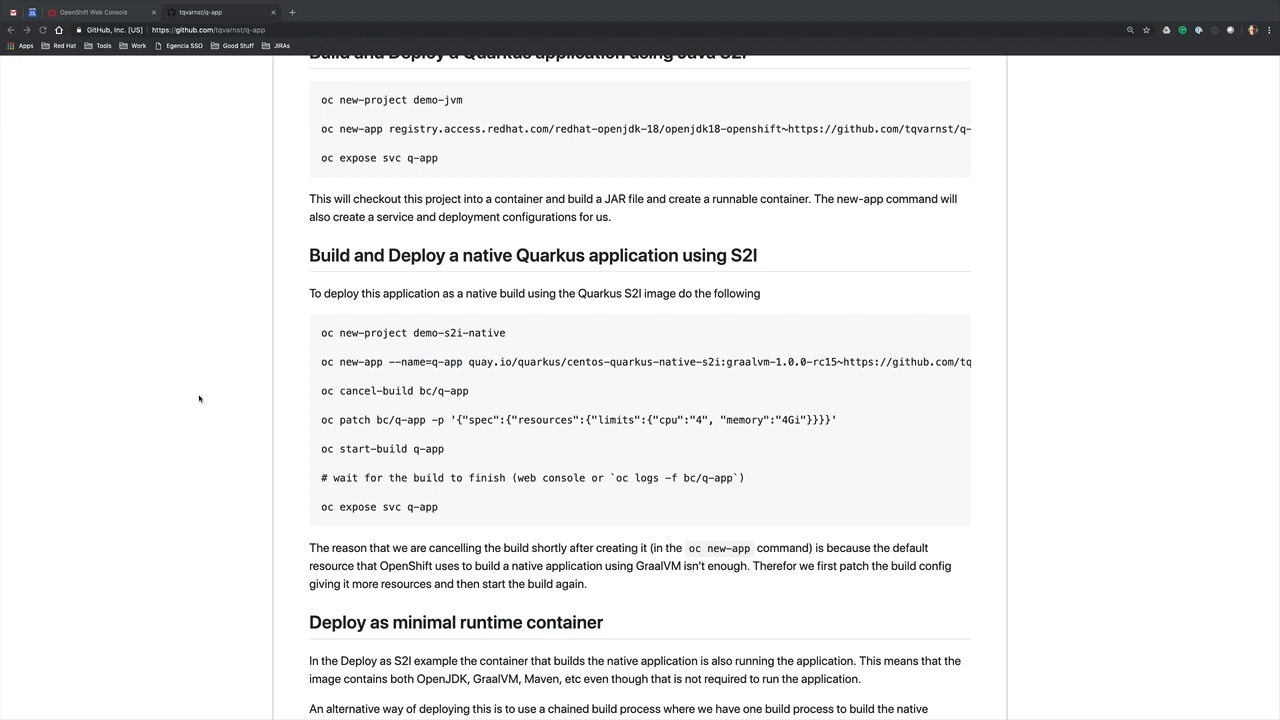 OpenShift Web Console
tqvarnst/q-app
GitHub, Inc. [US]
https://github.com/tqvarnst/q-app
Apps
Red Hat
Tools
Work
Egencia SSO
Good Stuff
JIRAs
Build and Deploy a Quarkus application using Java S2I
oc new-project demo-jvm
oc new-app registry.access.redhat.com/redhat-openjdk-18/openjdk18-openshift~https://github.com/tqvarnst/q-
oc expose svc q-app
This will checkout this project into a container and build a JAR file and create a runnable container. The new-app command will
also create a service and deployment configurations for us.
Build and Deploy a native Quarkus application using S2I
To deploy this application as a native build using the Quarkus S2I image do the following
oc new-project demo-s2i-native
oc new-app --name=q-app quay.io/quarkus/centos-quarkus-native-s2i:graalvm-1.0.0-rc15~https://github.com/tq
oc cancel-build bc/q-app
oc patch bc/q-app -p '{"spec":{"resources":{"limits":{"cpu":"4", "memory":"4Gi"}}}}'
oc start-build q-app
# wait for the build to finish (web console or `oc logs -f bc/q-app`)
oc expose svc q-app
The reason that we are cancelling the build shortly after creating it (in the oc new-app command) is because the default
resource that OpenShift uses to build a native application using GraalVM isn't enough. Therefor we first patch the build config
giving it more resources and then start the build again.
Deploy as minimal runtime container
In the Deploy as S2I example the container that builds the native application is also running the application. This means that the
image contains both OpenJDK, GraalVM, Maven, etc even though that is not required to run the application.
An alternative way of deploying this is to use a chained build process where we have one build process to build the native